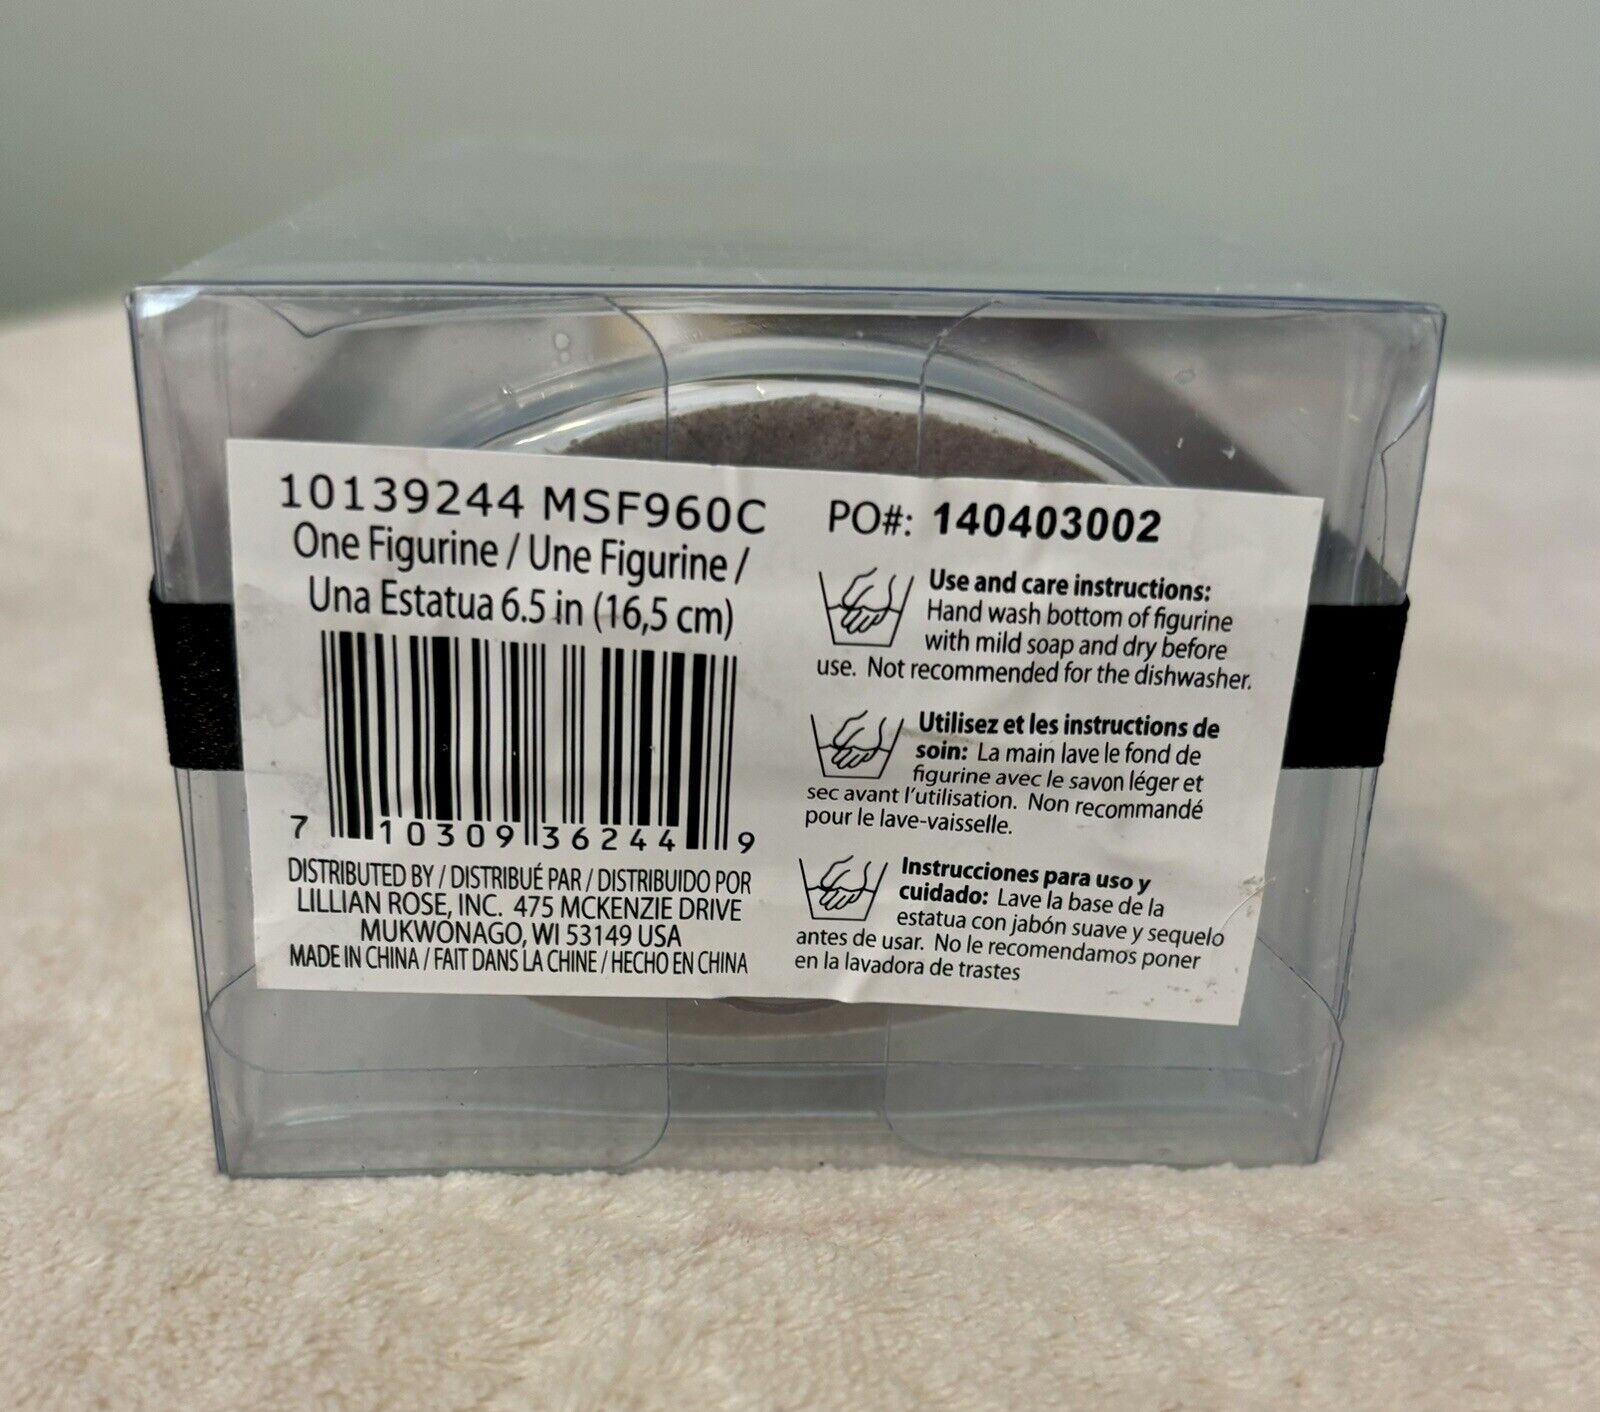 10139244 MSF960C
One Figurine / Une Figurine /
Una Estatua 6.5 in (16,5 cm)
7 10309 36244 9
DISTRIBUTED BY / DISTRIBUÉ PAR / DISTRIBUIDO POR
LILLIAN ROSE, INC. 475 MCKENZIE DRIVE
MUKWONAGO, WI 53149 USA
MADE IN CHINA / FAIT DANS LA CHINE / HECHO EN CHINA
PO#: 140403002
Use and care instructions:
Hand wash bottom of figurine
with mild soap and dry before
use. Not recommended for the dishwasher.
Utilisez et les instructions de
soin: La main lave le fond de
figurine avec le savon léger et
sec avant l'utilisation. Non recommandé
pour le lave-vaisselle.
Instrucciones para uso y
cuidado: Lave la base de la
estatua con jabón suave y sequelo
antes de usar. No le recomendamos poner
en la lavadora de trastes